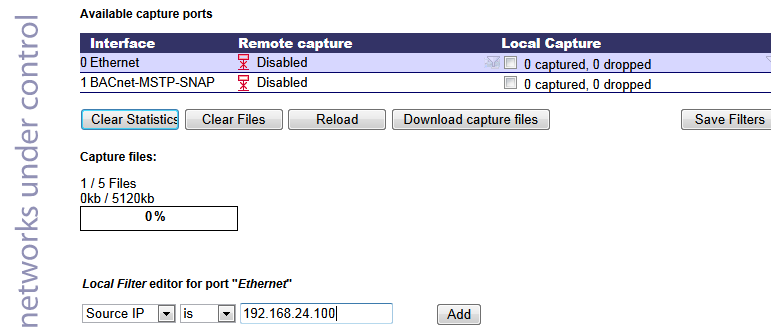 networks under control
Available capture ports
Interface Remote capture Local Capture
0 Ethernet Disabled 0 captured, 0 dropped
1 BACnet-MSTP-SNAP Disabled 0 captured, 0 dropped
Clear Statistics Clear Files Reload Download capture files Save Filters
Capture files:
1 / 5 Files
0kb / 5120kb
0%
Local Filter editor for port "Ethernet"
Source IP is 192.168.24.100 Add